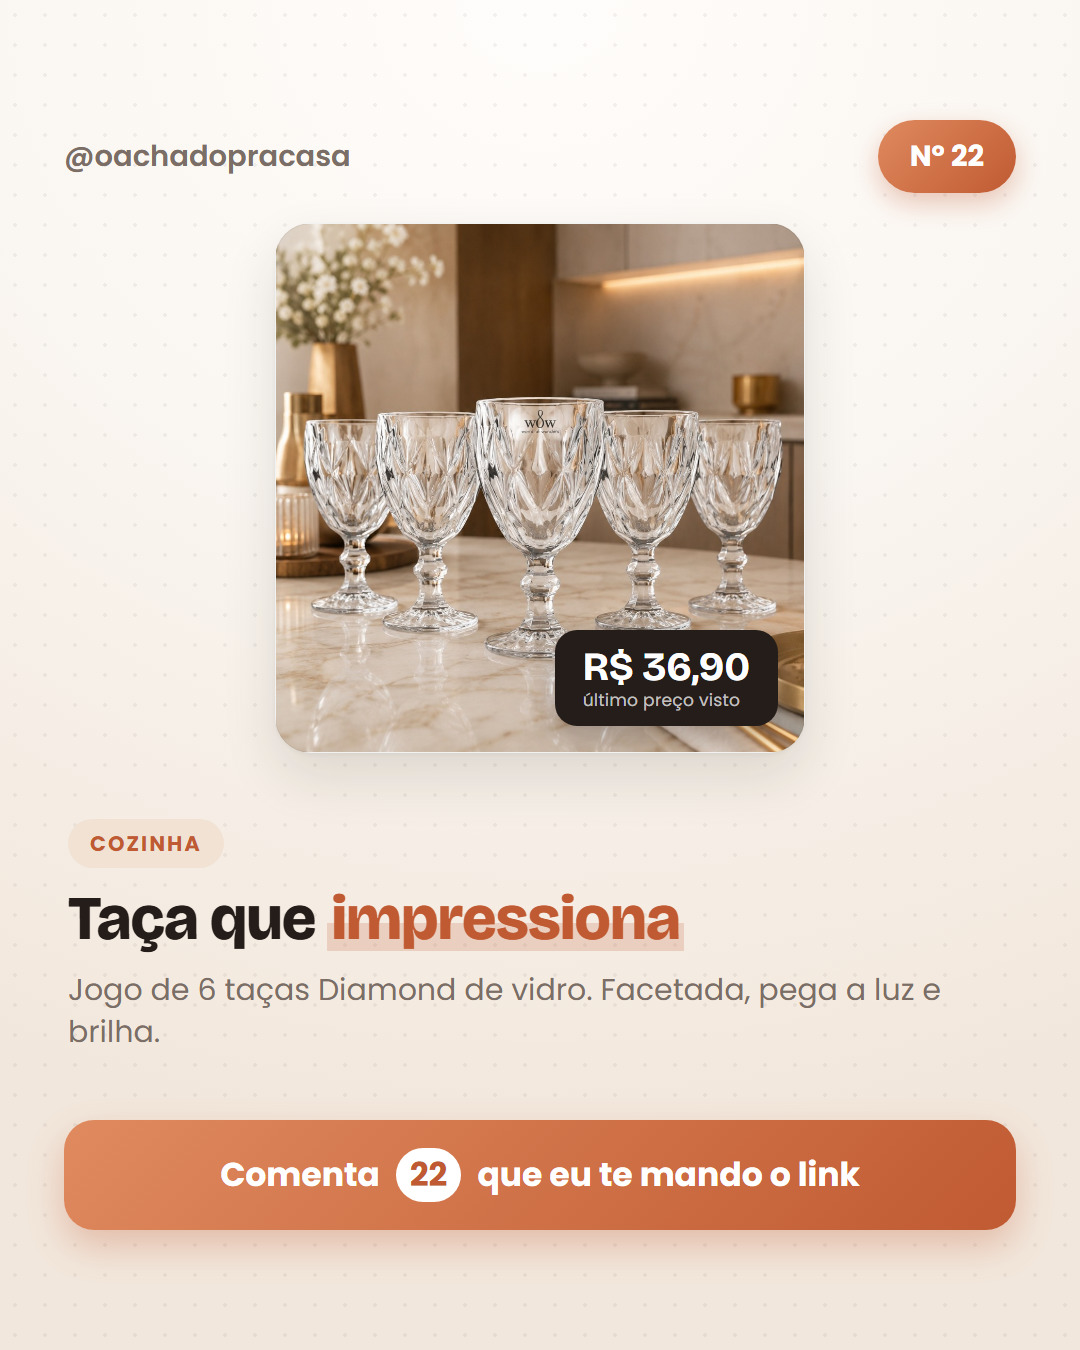 @oachadopracasa
Nº 22
wow
R$ 36,90
último preço visto
COZINHA
Taça que impressiona
Jogo de 6 taças Diamond de vidro. Facetada, pega a luz e
brilha.
Comenta 22 que eu te mando o link